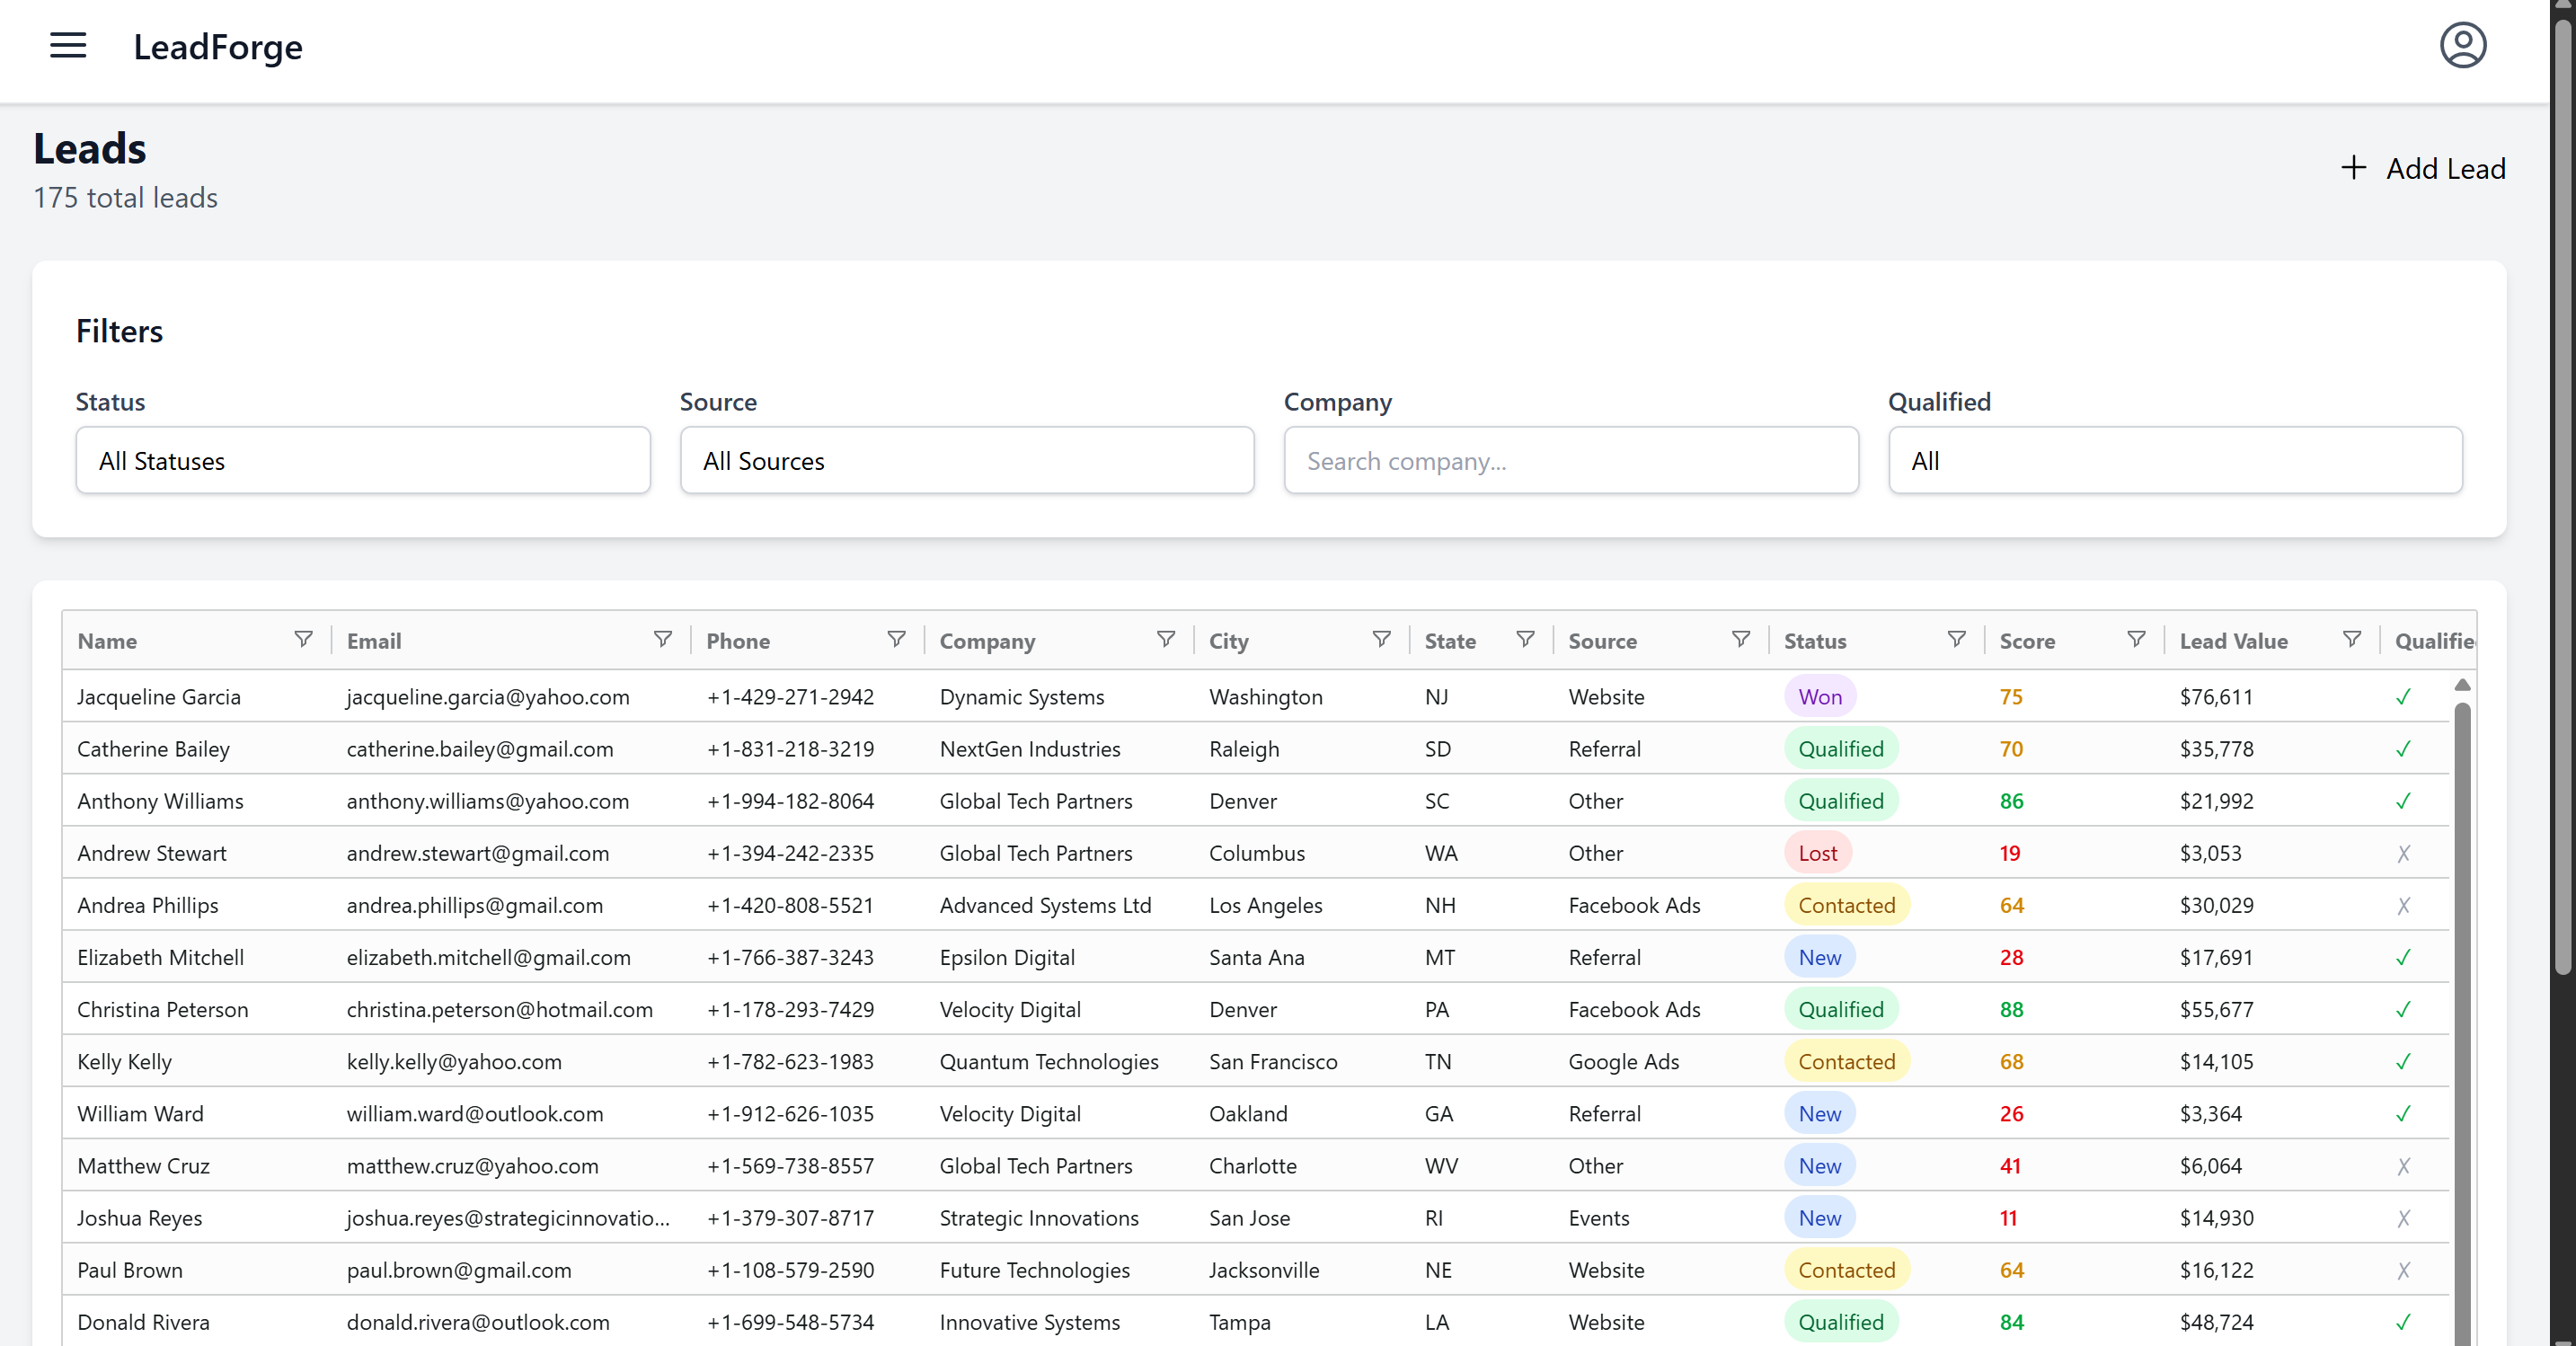 LeadForge
Leads
175 total leads
+ Add Lead
Filters
Status Source Company Qualified
All Statuses All Sources Search company... All
Name Email Phone Company City State Source Status Score Lead Value Qualifie
Jacqueline Garcia jacqueline.garcia@yahoo.com +1-429-271-2942 Dynamic Systems Washington NJ Website Won 75 $76,611 ✓
Catherine Bailey catherine.bailey@gmail.com +1-831-218-3219 NextGen Industries Raleigh SD Referral Qualified 70 $35,778 ✓
Anthony Williams anthony.williams@yahoo.com +1-994-182-8064 Global Tech Partners Denver SC Other Qualified 86 $21,992 ✓
Andrew Stewart andrew.stewart@gmail.com +1-394-242-2335 Global Tech Partners Columbus WA Other Lost 19 $3,053 ✗
Andrea Phillips andrea.phillips@gmail.com +1-420-808-5521 Advanced Systems Ltd Los Angeles NH Facebook Ads Contacted 64 $30,029 ✗
Elizabeth Mitchell elizabeth.mitchell@gmail.com +1-766-387-3243 Epsilon Digital Santa Ana MT Referral New 28 $17,691 ✓
Christina Peterson christina.peterson@hotmail.com +1-178-293-7429 Velocity Digital Denver PA Facebook Ads Qualified 88 $55,677 ✓
Kelly Kelly kelly.kelly@yahoo.com +1-782-623-1983 Quantum Technologies San Francisco TN Google Ads Contacted 68 $14,105 ✓
William Ward william.ward@outlook.com +1-912-626-1035 Velocity Digital Oakland GA Referral New 26 $3,364 ✓
Matthew Cruz matthew.cruz@yahoo.com +1-569-738-8557 Global Tech Partners Charlotte WV Other New 41 $6,064 ✗
Joshua Reyes joshua.reyes@strategicinnovatio... +1-379-307-8717 Strategic Innovations San Jose RI Events New 11 $14,930 ✗
Paul Brown paul.brown@gmail.com +1-108-579-2590 Future Technologies Jacksonville NE Website Contacted 64 $16,122 ✗
Donald Rivera donald.rivera@outlook.com +1-699-548-5734 Innovative Systems Tampa LA Website Qualified 84 $48,724 ✓